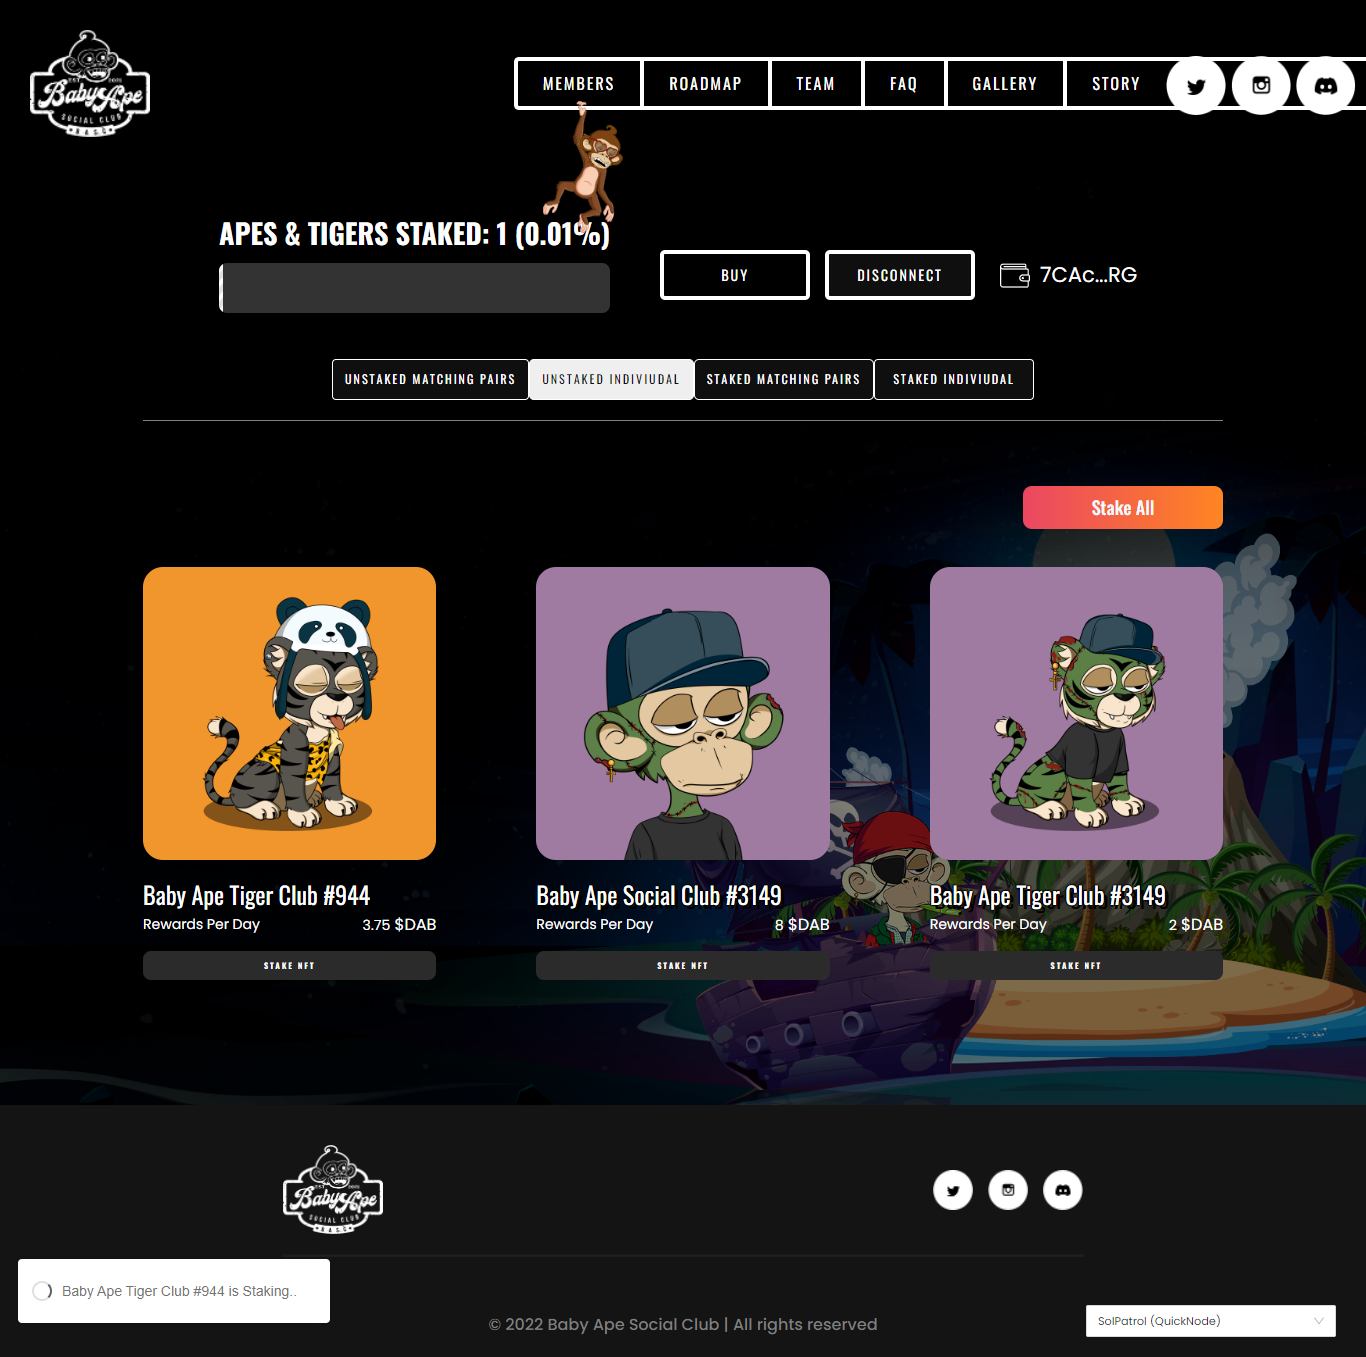 Baby Ape
SOCIAL CLUB
B.A.S.C
MEMBERS
ROADMAP
TEAM
FAQ
GALLERY
STORY
APES & TIGERS STAKED: 1 (0.01%)
BUY
DISCONNECT
7CAc...RG
UNSTAKED MATCHING PAIRS
UNSTAKED INDIVIUDAL
STAKED MATCHING PAIRS
STAKED INDIVIUDAL
Stake All
Baby Ape Tiger Club #944
Rewards Per Day 3.75 $DAB
STAKE NFT
Baby Ape Social Club #3149
Rewards Per Day 8 $DAB
STAKE NFT
Baby Ape Tiger Club #3149
Rewards Per Day 2 $DAB
STAKE NFT
Baby Ape
SOCIAL CLUB
B.A.S.C
Baby Ape Tiger Club #944 is Staking..
© 2022 Baby Ape Social Club | All rights reserved
SolPatrol (QuickNode)